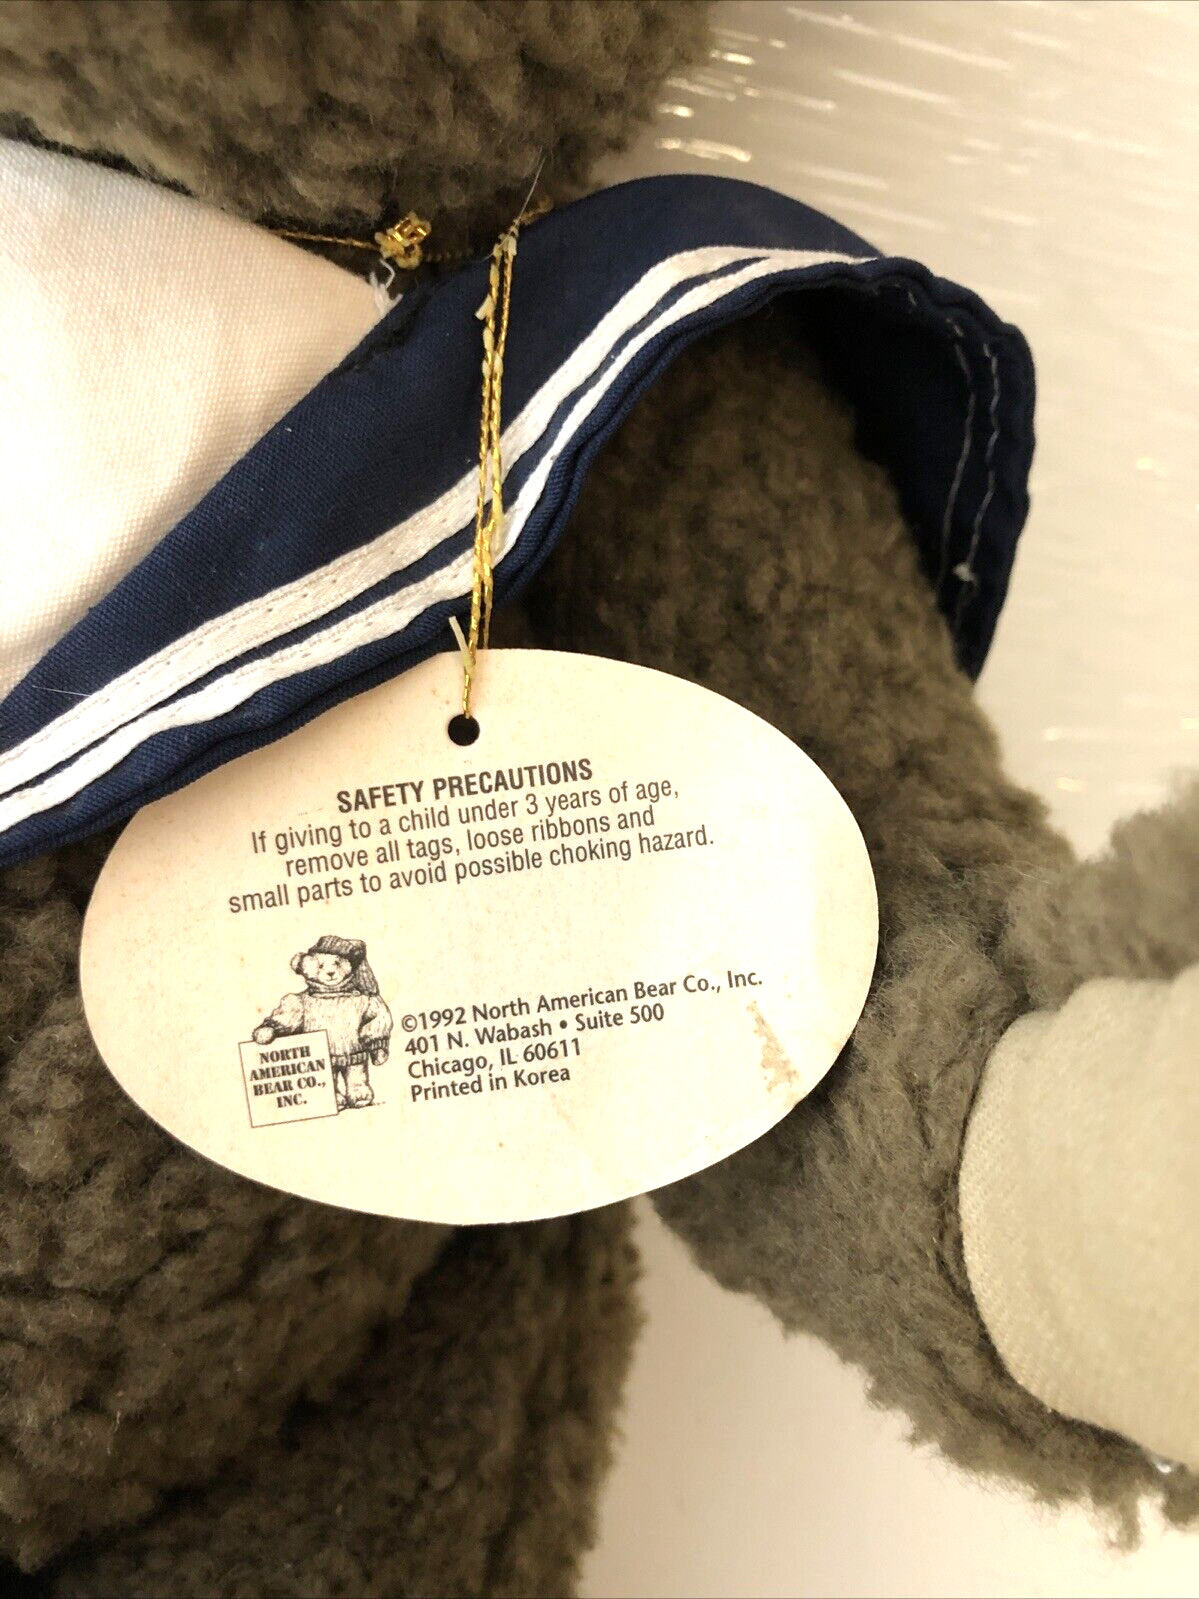 SAFETY PRECAUTIONS
If giving to a child under 3 years of age,
remove all tags, loose ribbons and
small parts to avoid possible choking hazard.
©1992 North American Bear Co., Inc.
401 N. Wabash • Suite 500
Chicago, IL 60611
Printed in Korea
NORTH
AMERICAN
BEAR CO.,
INC.